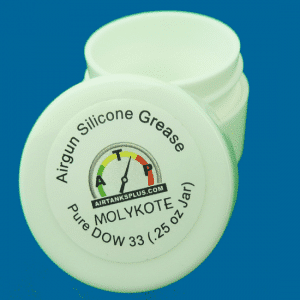 Airgun Silicone Grease
A T P
AIRTANKSPLUS.COM
MOLYKOTE
Pure DOW 33 (.25 oz Jar)